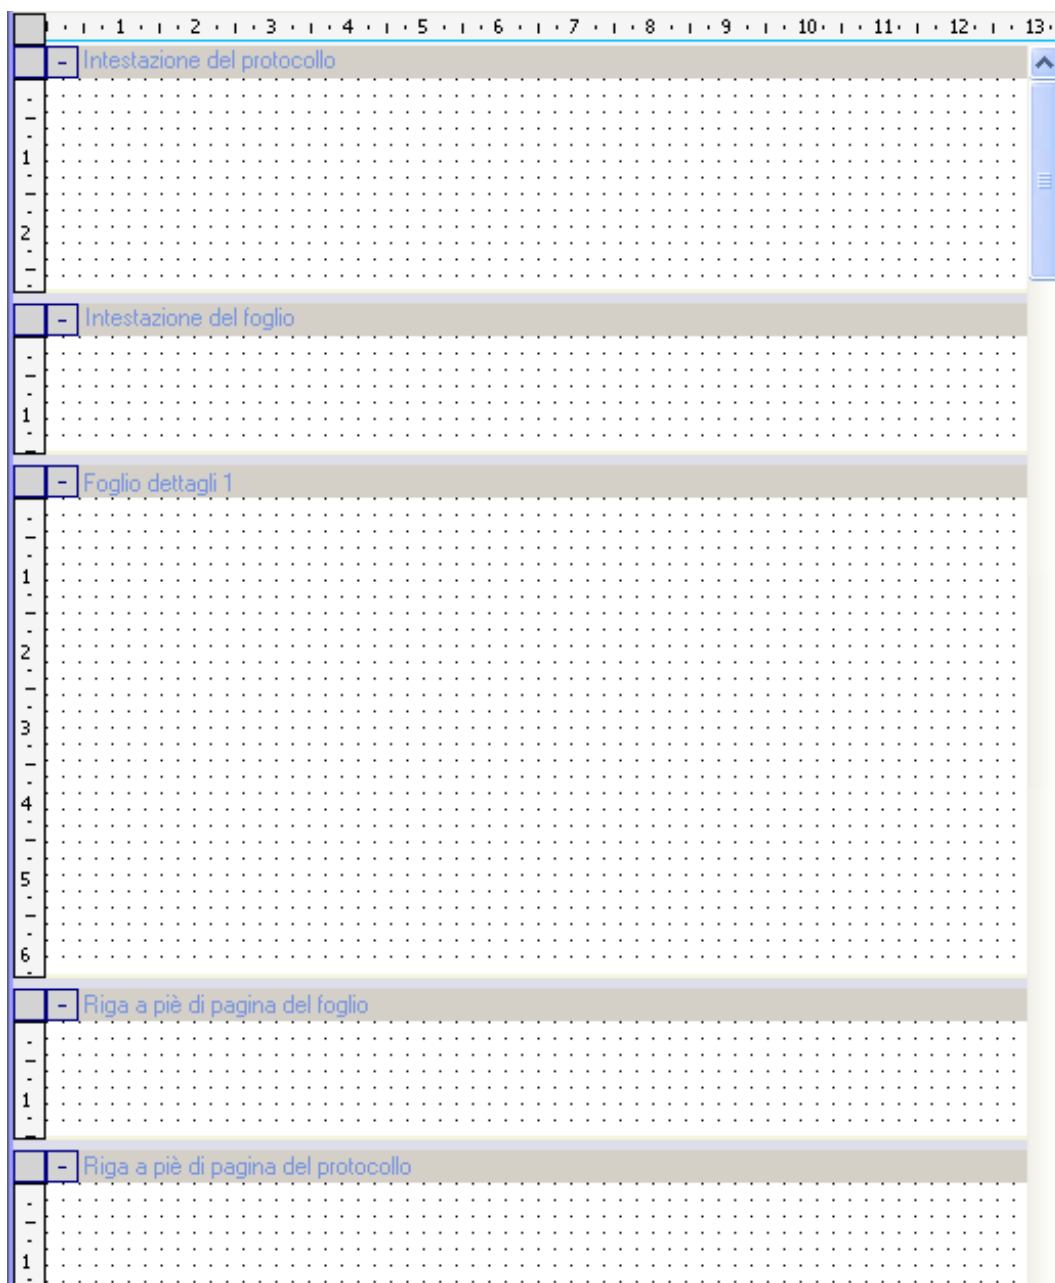 1 2 3 4 5 6 7 8 9 10 11 12 13
- Intestazione del protocollo
1
2
- Intestazione del foglio
1
- Foglio dettagli 1
1
2
3
4
5
6
- Riga a piè di pagina del foglio
1
- Riga a piè di pagina del protocollo
1